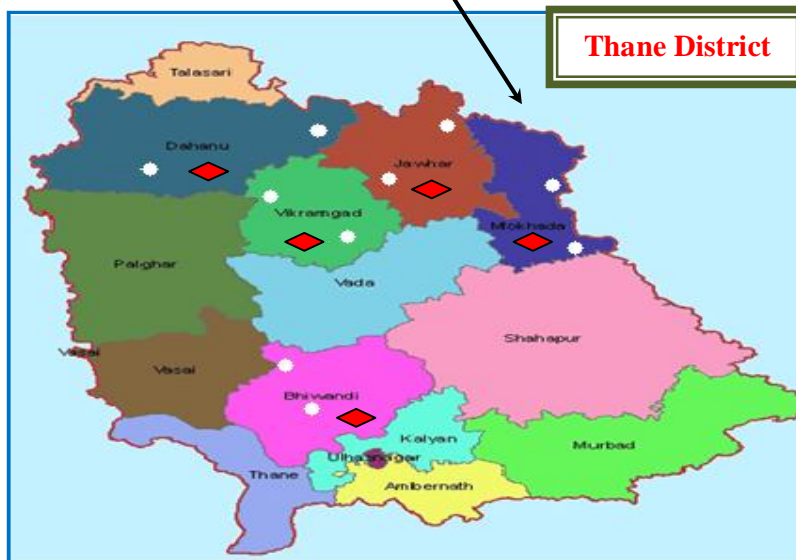 Thane District
Talasari
Dahanu
Jawhar
Vikramgad
Mokhada
Palghar
Vada
Shahapur
Vasai
Vasai
Bhiwandi
Kalyan
Murbad
Ulhasnagar
Thane
Ambernath